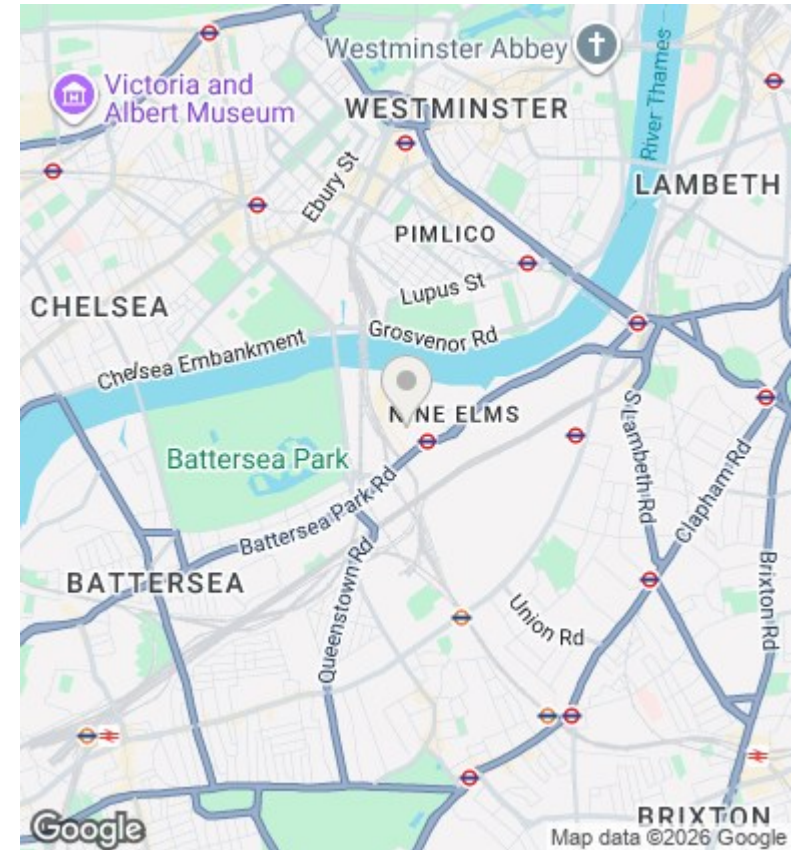 Westminster Abbey
Victoria and
Albert Museum
WESTMINSTER
River Thames
LAMBETH
Ebury St
PIMLICO
Lupus St
CHELSEA
Grosvenor Rd
Chelsea Embankment
NINE ELMS
Battersea Park
S Lambeth Rd
Clapham Rd
Battersea Park Rd
BATTERSEA
Queenstown Rd
Union Rd
Brixton Rd
BRIXTON
Google
Map data ©2026 Google